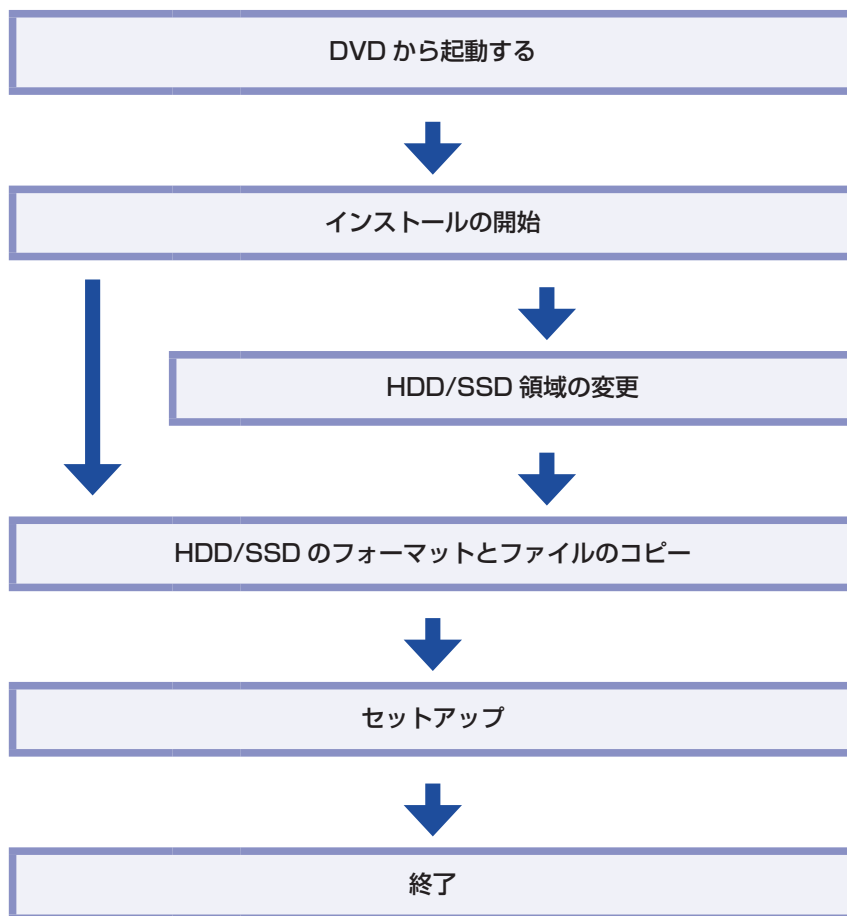 DVD から起動する
インストールの開始
HDD/SSD 領域の変更
HDD/SSD のフォーマットとファイルのコピー
セットアップ
終了